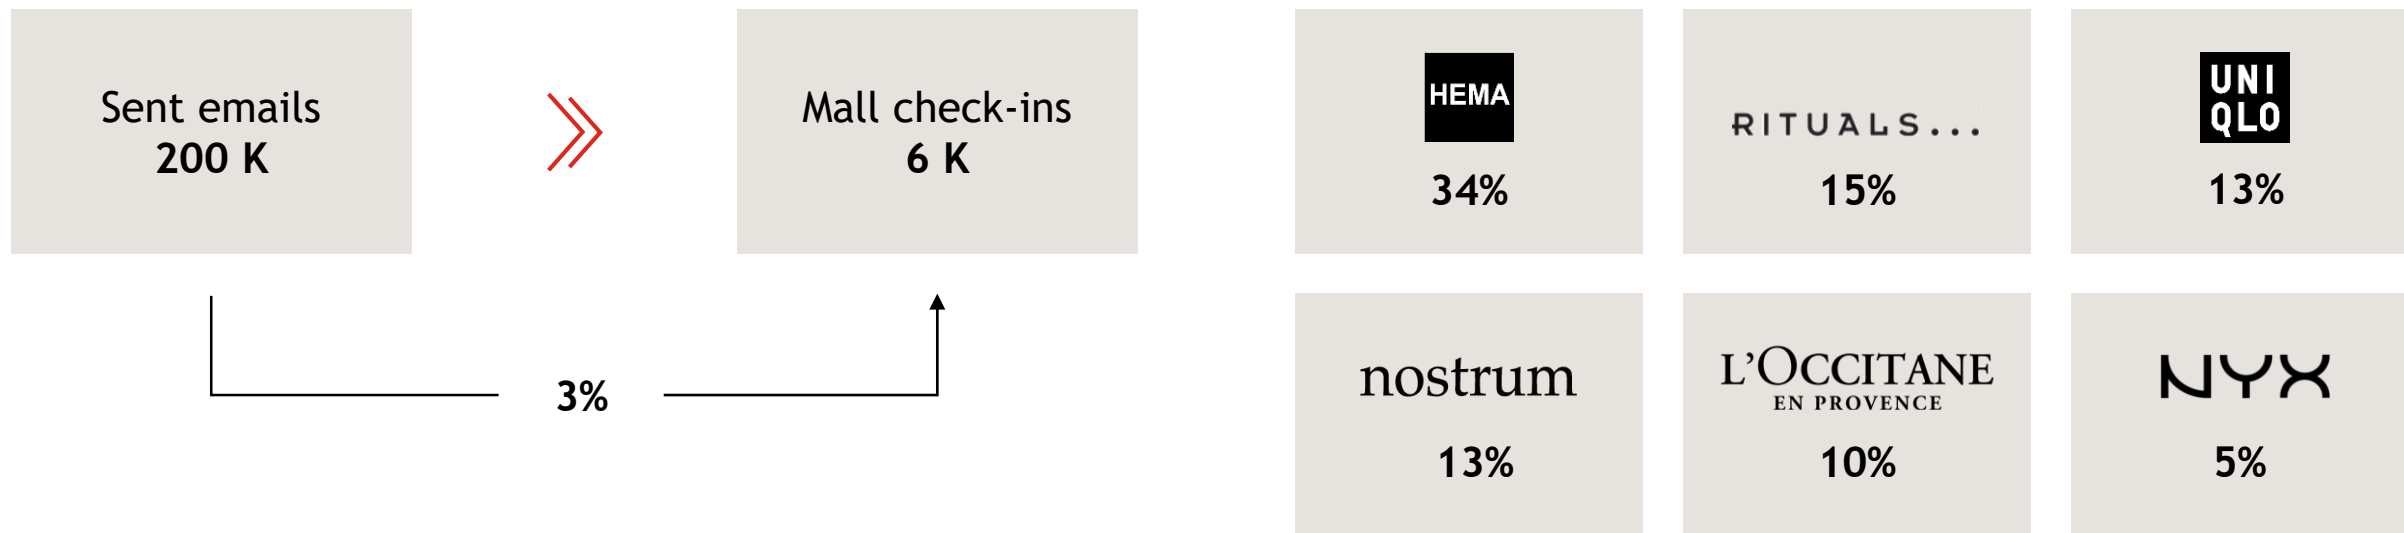 Sent emails
200 K
Mall check-ins
6 K
3%
HEMA
34%
RITUALS...
15%
UNI
QLO
13%
nostrum
13%
L'OCCITANE
EN PROVENCE
10%
NYX
5%